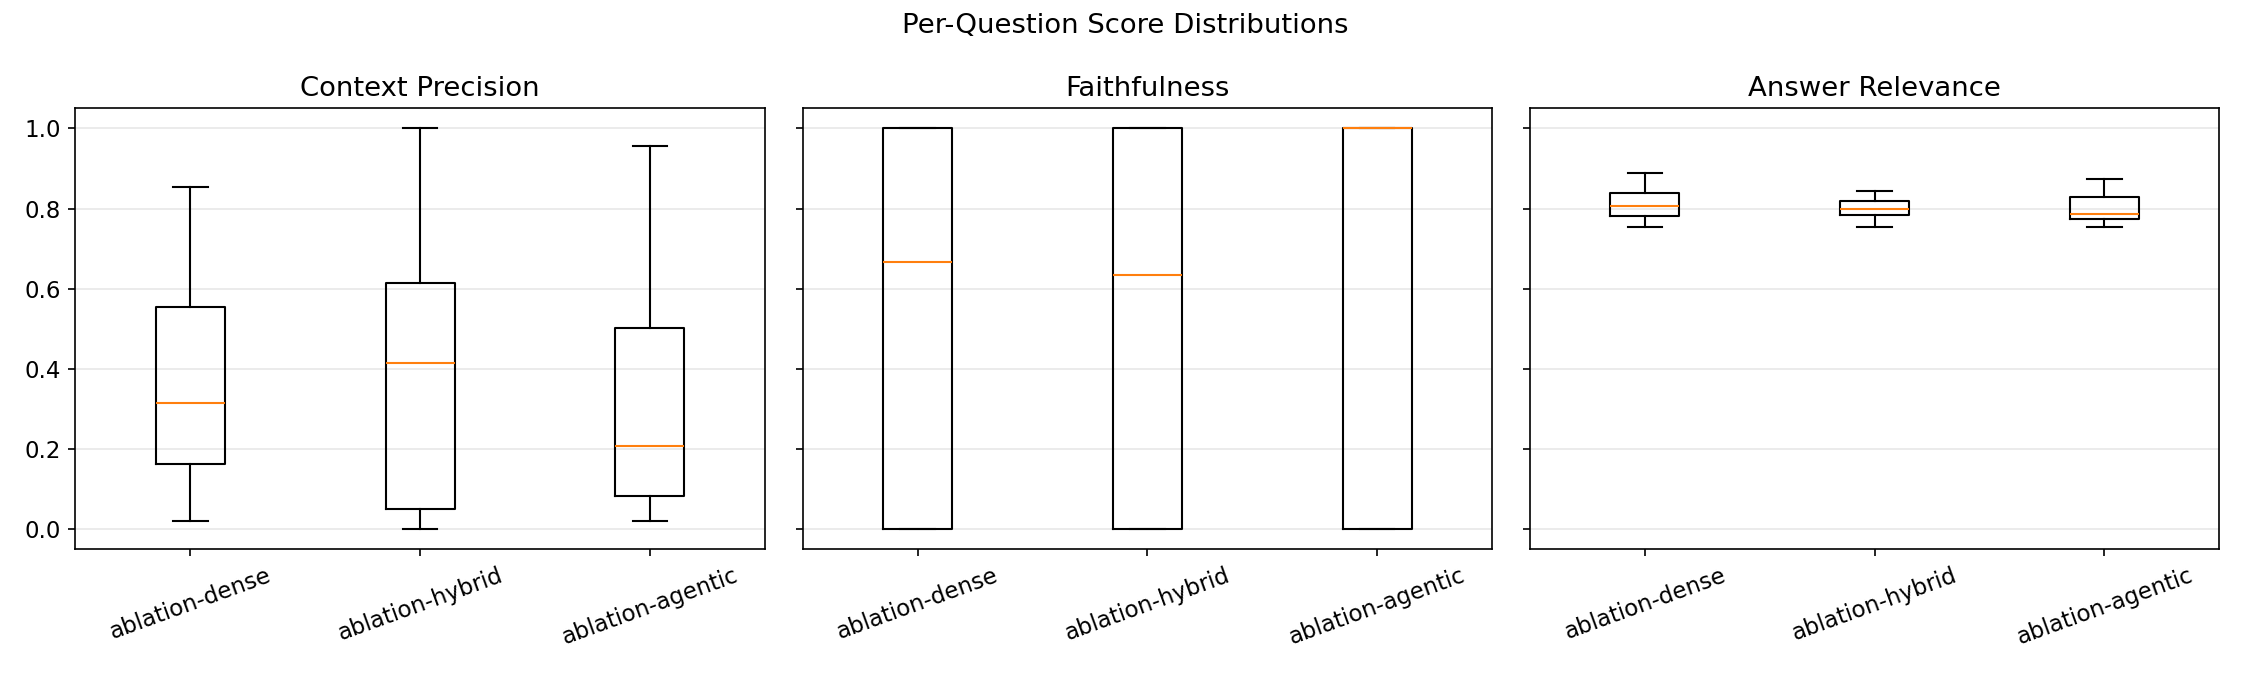 Per-Question Score Distributions
Context Precision
Faithfulness
Answer Relevance
1.0
0.8
0.6
0.4
0.2
0.0
ablation-dense
ablation-hybrid
ablation-agentic
ablation-dense
ablation-hybrid
ablation-agentic
ablation-dense
ablation-hybrid
ablation-agentic